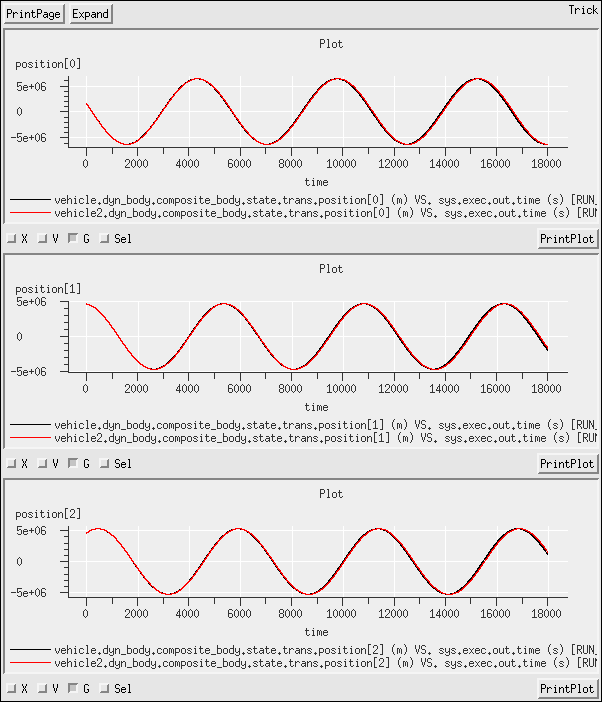 PrintPage Expand Trick
Plot
position[0]
5e+06
0
-5e+06
0 2000 4000 6000 8000 10000 12000 14000 16000 18000
time
vehicle.dyn_body.composite_body.state.trans.position[0] (m) VS. sys.exec.out.time (s) [RUN_
vehicle2.dyn_body.composite_body.state.trans.position[0] (m) VS. sys.exec.out.time (s) [RUN
X V G Sel PrintPlot
Plot
position[1]
5e+06
0
-5e+06
0 2000 4000 6000 8000 10000 12000 14000 16000 18000
time
vehicle.dyn_body.composite_body.state.trans.position[1] (m) VS. sys.exec.out.time (s) [RUN_
vehicle2.dyn_body.composite_body.state.trans.position[1] (m) VS. sys.exec.out.time (s) [RUN
X V G Sel PrintPlot
Plot
position[2]
5e+06
0
-5e+06
0 2000 4000 6000 8000 10000 12000 14000 16000 18000
time
vehicle.dyn_body.composite_body.state.trans.position[2] (m) VS. sys.exec.out.time (s) [RUN_
vehicle2.dyn_body.composite_body.state.trans.position[2] (m) VS. sys.exec.out.time (s) [RUN
X V G Sel PrintPlot